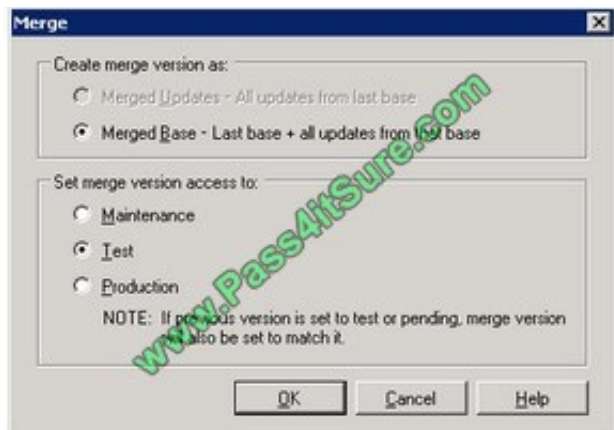 Merge
Create merge version as:
Merged Updates - All updates from last base
Merged Base - Last base + all updates from that base
Set merge version access to:
Maintenance
Test
Production
NOTE: If previous version is set to test or pending, merge version
also be set to match it.
OK
Cancel
Help
www.Pass4itSure.com